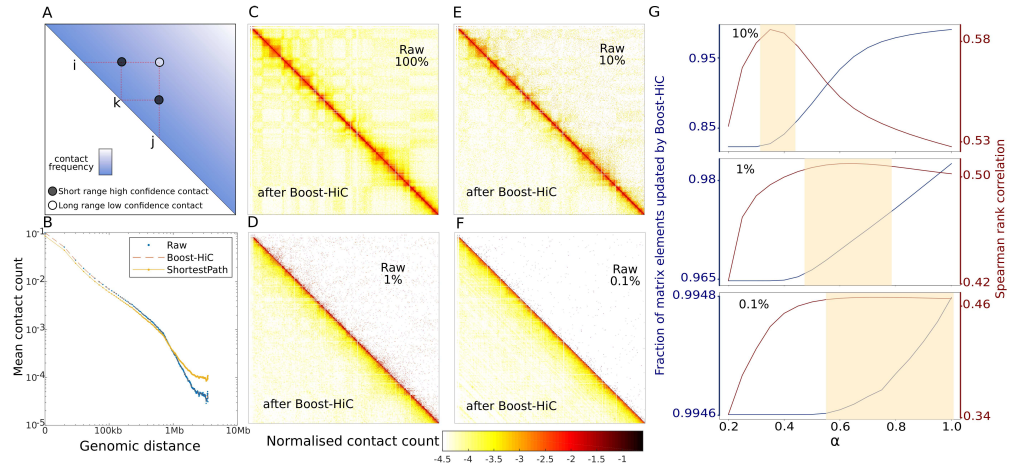 A
i
k
j
contact
frequency
Short range high confidence contact
Long range low confidence contact
B
Mean contact count
10-1
10-2
10-3
10-4
10-5
0
100kb
1Mb
10Mb
Genomic distance
Raw
Boost-HiC
ShortestPath
C
Raw
100%
after Boost-HiC
D
Raw
1%
after Boost-HiC
E
Raw
10%
after Boost-HiC
F
Raw
0.1%
after Boost-HiC
Normalised contact count
-4.5 -4 -3.5 -3 -2.5 -2 -1.5 -1
G
Fraction of matrix elements updated by Boost-HiC
Spearman rank correlation
10%
0.95
0.85
0.58
0.53
1%
0.98
0.965
0.50
0.42
0.1%
0.9948
0.9946
0.46
0.34
0.2 0.4 0.6 0.8 1.0
α